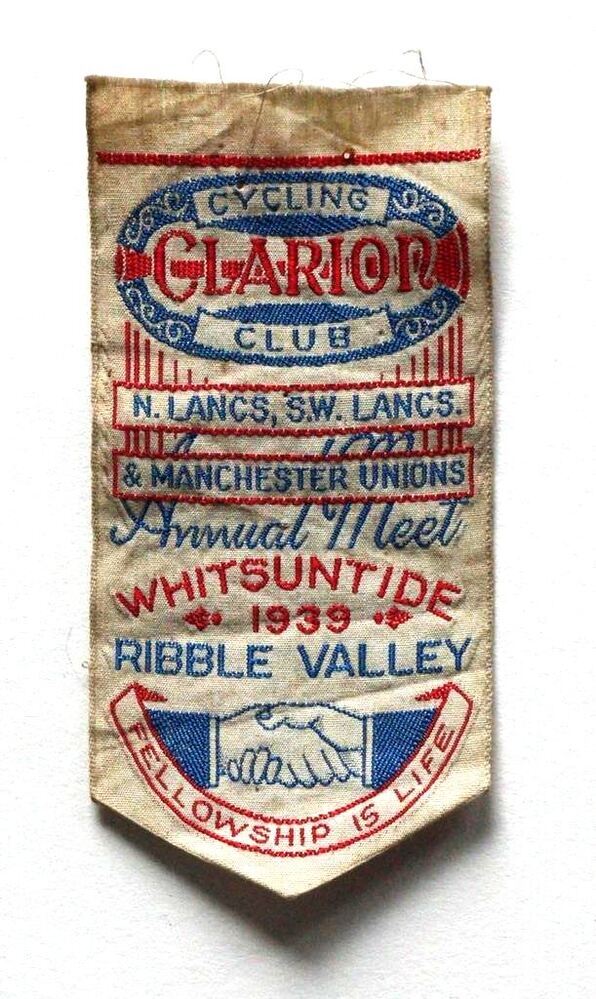 CYCLING
CLARION
CLUB
N. LANCS, S.W. LANCS.
& MANCHESTER UNIONS
Annual Meet
WHITSUNTIDE
1939
RIBBLE VALLEY
FELLOWSHIP IS LIFE